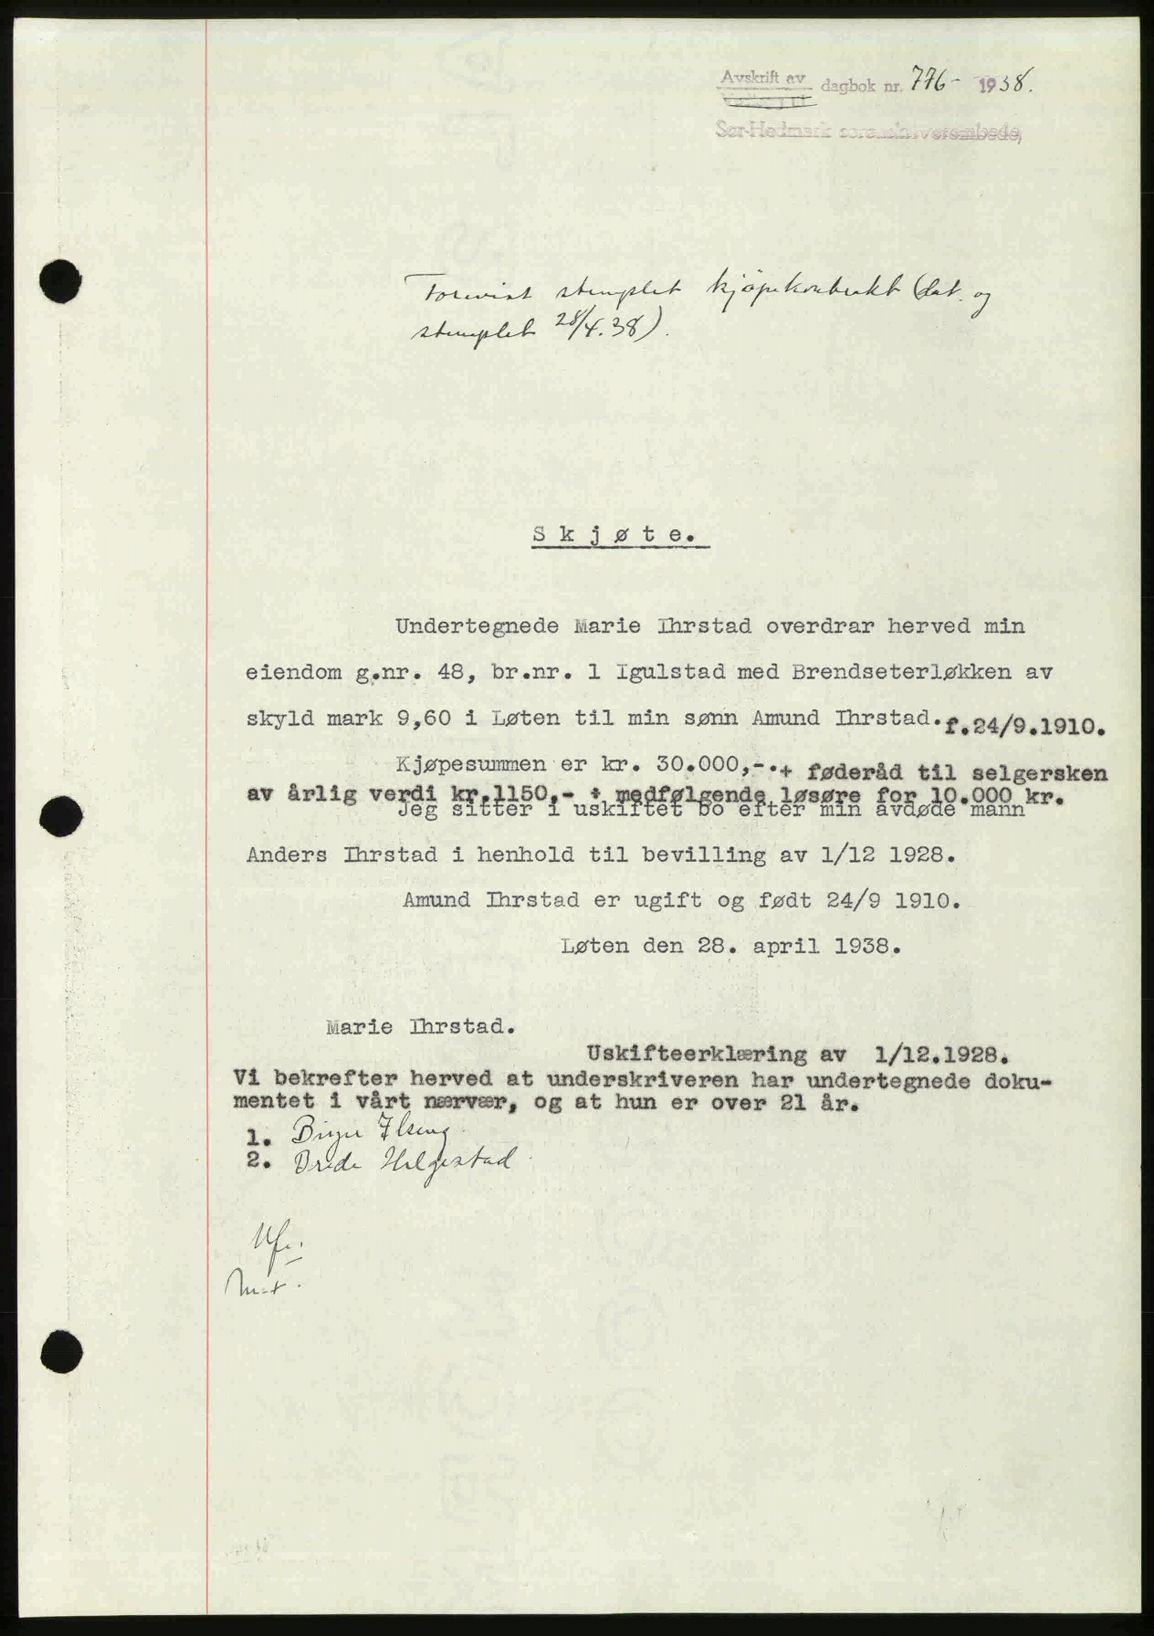 Avskrift av dagbok nr. 776- 1938.
Sør-Hedmark sorenskriverembede,
Forevist stemplet kjöpekontrakt (dat. og
stemplet 28/4.38).
Skjøte.
Undertegnede Marie Ihrstad overdrar herved min
eiendom g.nr. 48, br.nr. 1 Igulstad med Brendseterløkken av
skyld mark 9,60 i Løten til min sønn Amund Ihrstad. f.24/9.1910.
Kjøpesummen er kr. 30.000,-.+ føderåd til selgersken
av årlig verdi kr.1150,- + medfølgende løsøre for 10.000 kr.
Jeg sitter i uskiftet bo efter min avdøde mann
Anders Ihrstad i henhold til bevilling av 1/12 1928.
Amund Ihrstad er ugift og født 24/9 1910.
Løten den 28. april 1938.
Marie Ihrstad.
Uskifteerklæring av 1/12.1928.
Vi bekrefter herved at underskriveren har undertegnede doku-
mentet i vårt nærvær, og at hun er over 21 år.
1. Birger Ilseng
2. Brede Helgestad